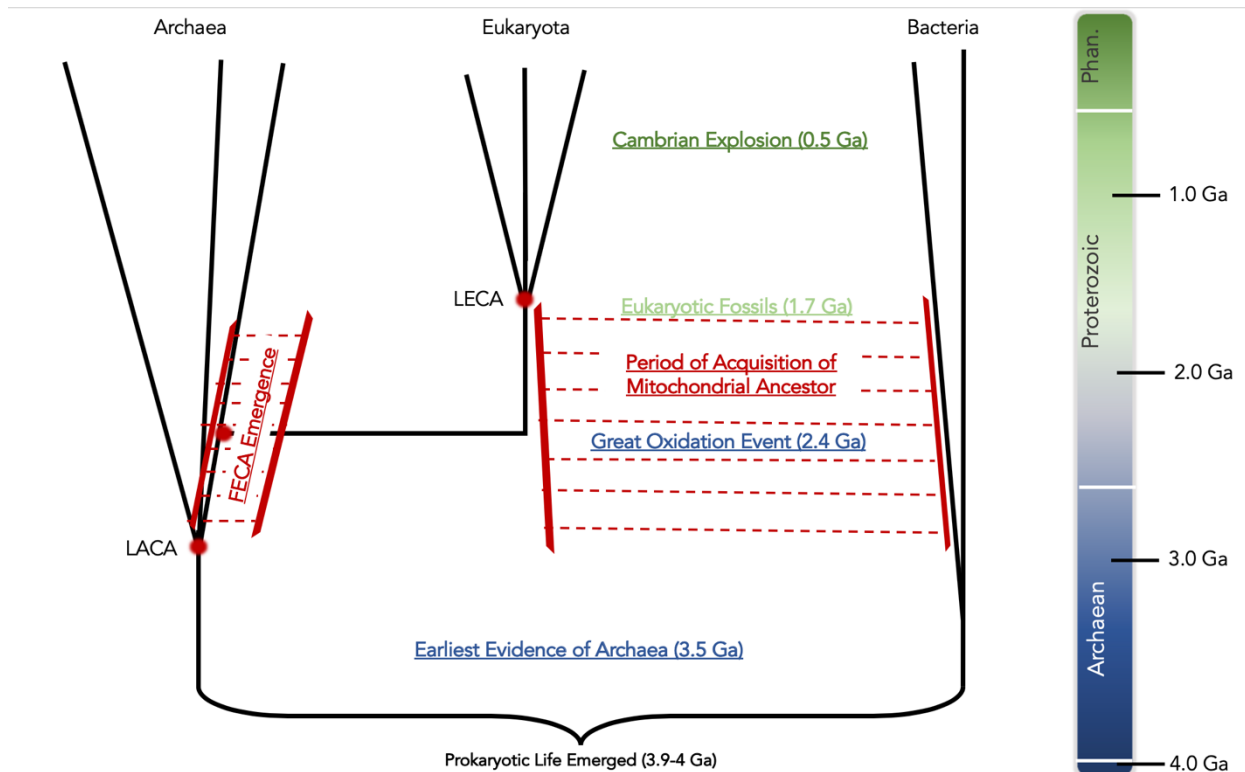 Archaea
Eukaryota
Bacteria
Phan.
Cambrian Explosion (0.5 Ga)
1.0 Ga
Proterozoic
LECA
Eukaryotic Fossils (1.7 Ga)
Period of Acquisition of
Mitochondrial Ancestor
2.0 Ga
FECA Emergence
Great Oxidation Event (2.4 Ga)
LACA
3.0 Ga
Archaean
Earliest Evidence of Archaea (3.5 Ga)
Prokaryotic Life Emerged (3.9-4 Ga)
4.0 Ga